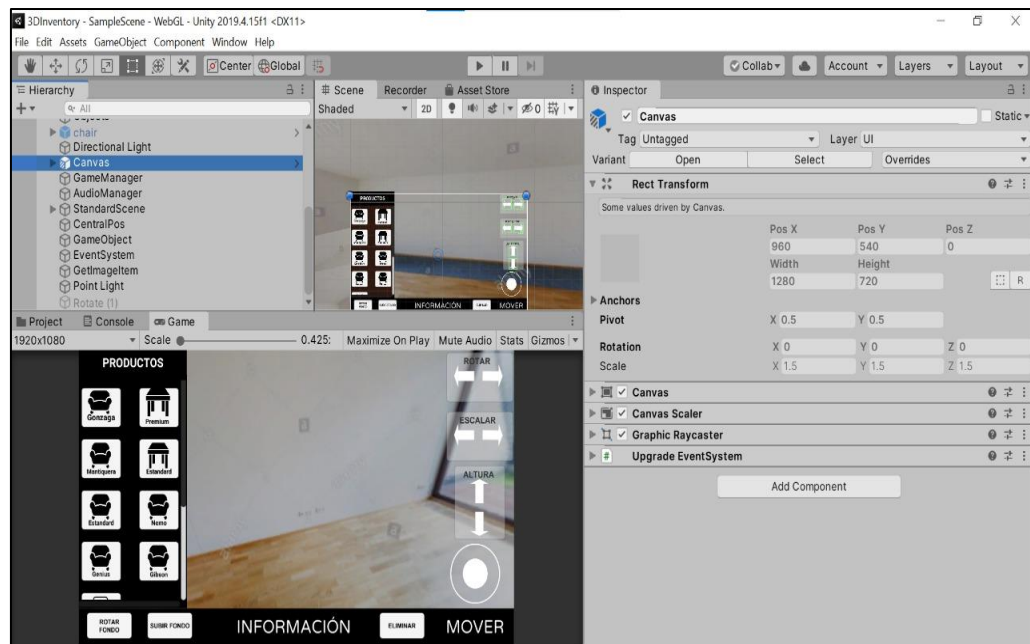 3DInventory - SampleScene - WebGL - Unity 2019.4.15f1 <DX11>
File Edit Assets GameObject Component Window Help
Center Global Collab Account Layers Layout
Hierarchy
All
chair
Directional Light
Canvas
GameManager
AudioManager
StandardScene
CentralPos
GameObject
EventSystem
GetImageItem
Point Light
Rotate (1)
Scene Recorder Asset Store
Shaded 2D 0
PRODUCTOS
INFORMACIÓN MOVER
Inspector
Canvas Static
Tag Untagged Layer UI
Variant Open Select Overrides
Rect Transform
Some values driven by Canvas.
Pos X Pos Y Pos Z
960 540 0
Width Height
1280 720 R
Anchors
Pivot X 0.5 Y 0.5
Rotation X 0 Y 0 Z 0
Scale X 1.5 Y 1.5 Z 1.5
Canvas
Canvas Scaler
Graphic Raycaster
# Upgrade EventSystem
Add Component
Project Console Game
1920x1080 Scale 0.425: Maximize On Play Mute Audio Stats Gizmos
PRODUCTOS
Gonzaga Premium
Mantiquera Estanderd
Estandard Nemo
Genius Gibson
ROTAR
ESCALAR
ALTURA
ROTAR FONDO SUBIR FONDO INFORMACIÓN ELIMINAR MOVER